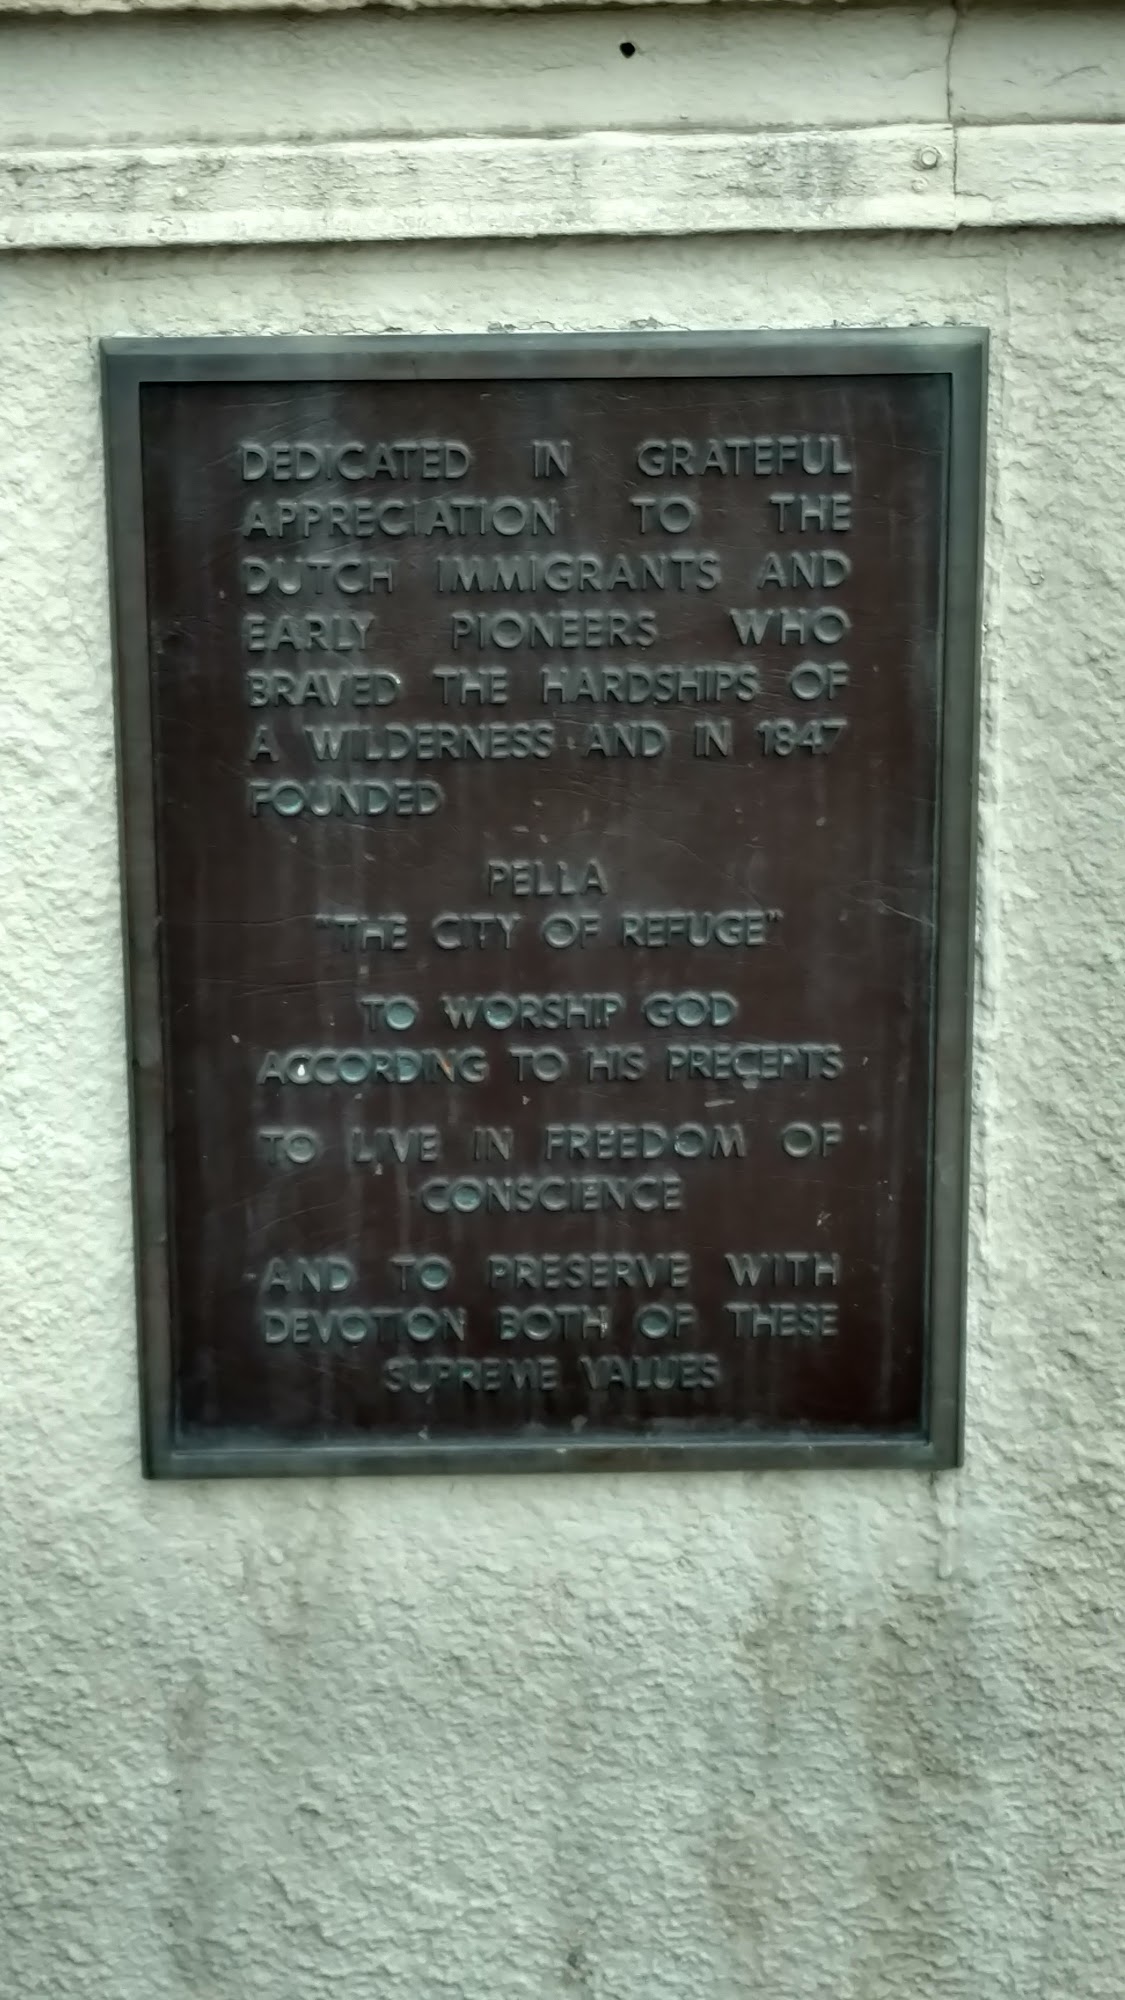 DEDICATED IN GRATEFUL
APPRECIATION TO THE
DUTCH IMMIGRANTS AND
EARLY PIONEERS WHO
BRAVED THE HARDSHIPS OF
A WILDERNESS AND IN 1847
FOUNDED
PELLA
"THE CITY OF REFUGE"
TO WORSHIP GOD
ACCORDING TO HIS PRECEPTS
TO LIVE IN FREEDOM OF
CONSCIENCE
AND TO PRESERVE WITH
DEVOTION BOTH OF THESE
SUPREME VALUES